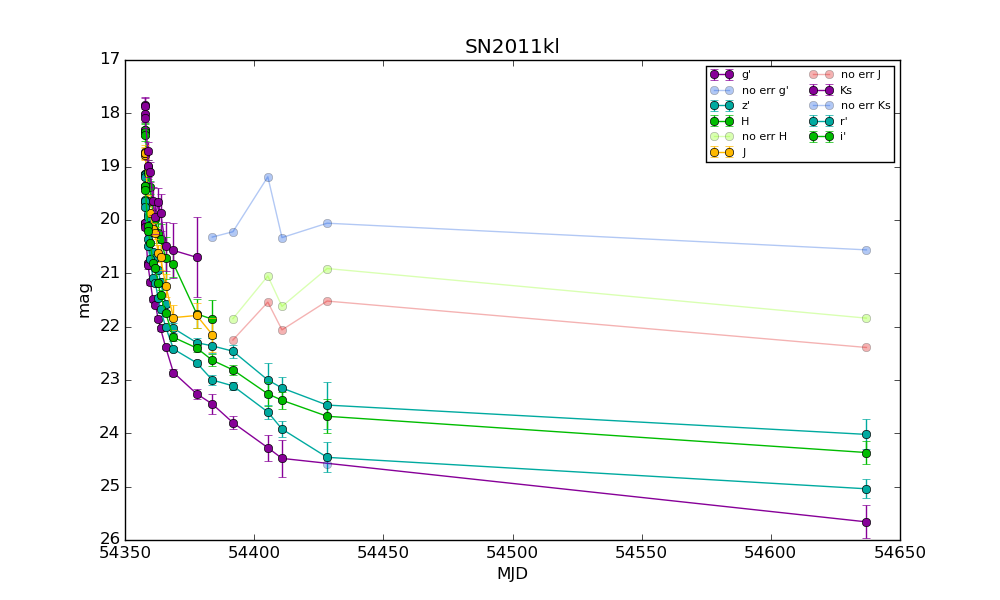 SN2011kl
17
18
19
20
21
22
23
24
25
26
mag
54350
54400
54450
54500
54550
54600
54650
MJD
g'
no err g'
z'
H
no err H
J
no err J
Ks
no err Ks
r'
i'